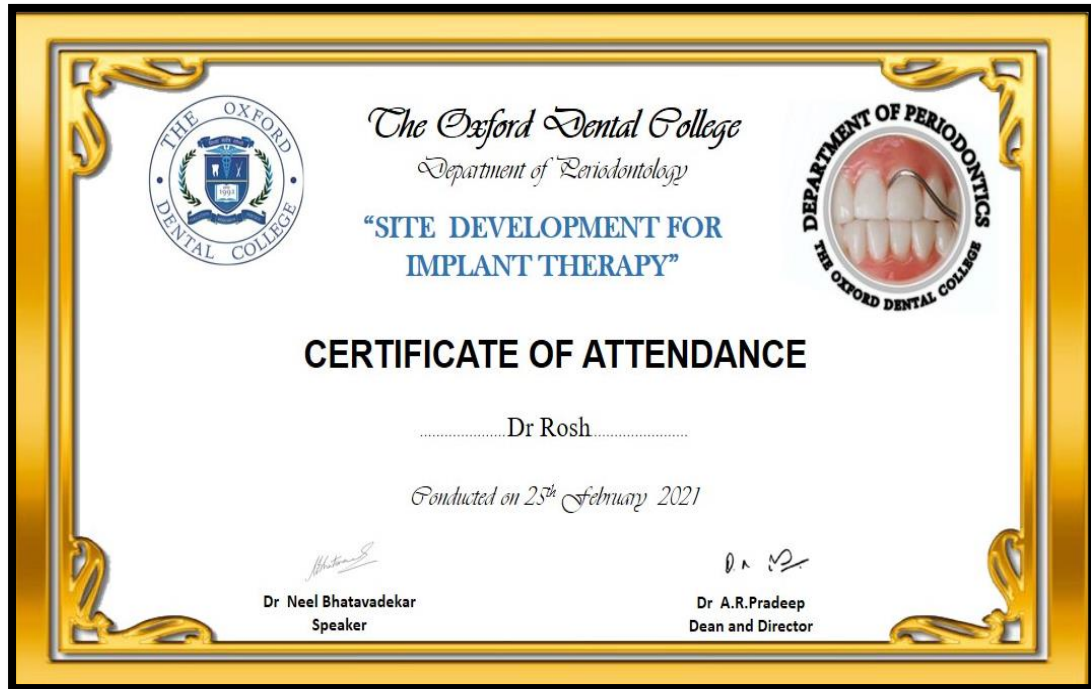 THE OXFORD
DENTAL COLLEGE
1992
The Oxford Dental College
Department of Periodontology
DEPARTMENT OF PERIODONTICS
THE OXFORD DENTAL COLLEGE
“SITE DEVELOPMENT FOR
IMPLANT THERAPY”
CERTIFICATE OF ATTENDANCE
......................Dr Rosh........................
Conducted on 25th February 2021
Dr Neel Bhatavadekar
Speaker
Dr A.R.Pradeep
Dean and Director